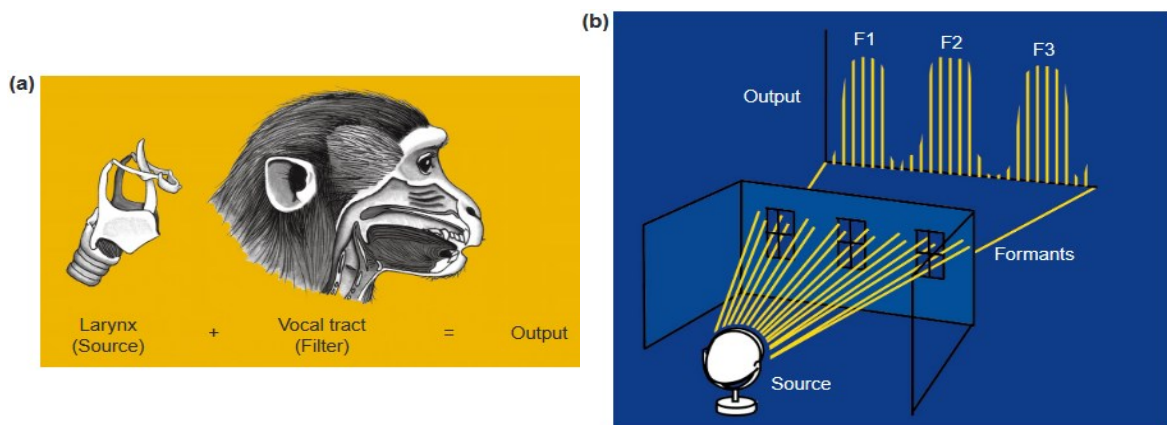 (a)
Larynx
(Source)
+
Vocal tract
(Filter)
=
Output
(b)
F1
F2
F3
Output
Formants
Source